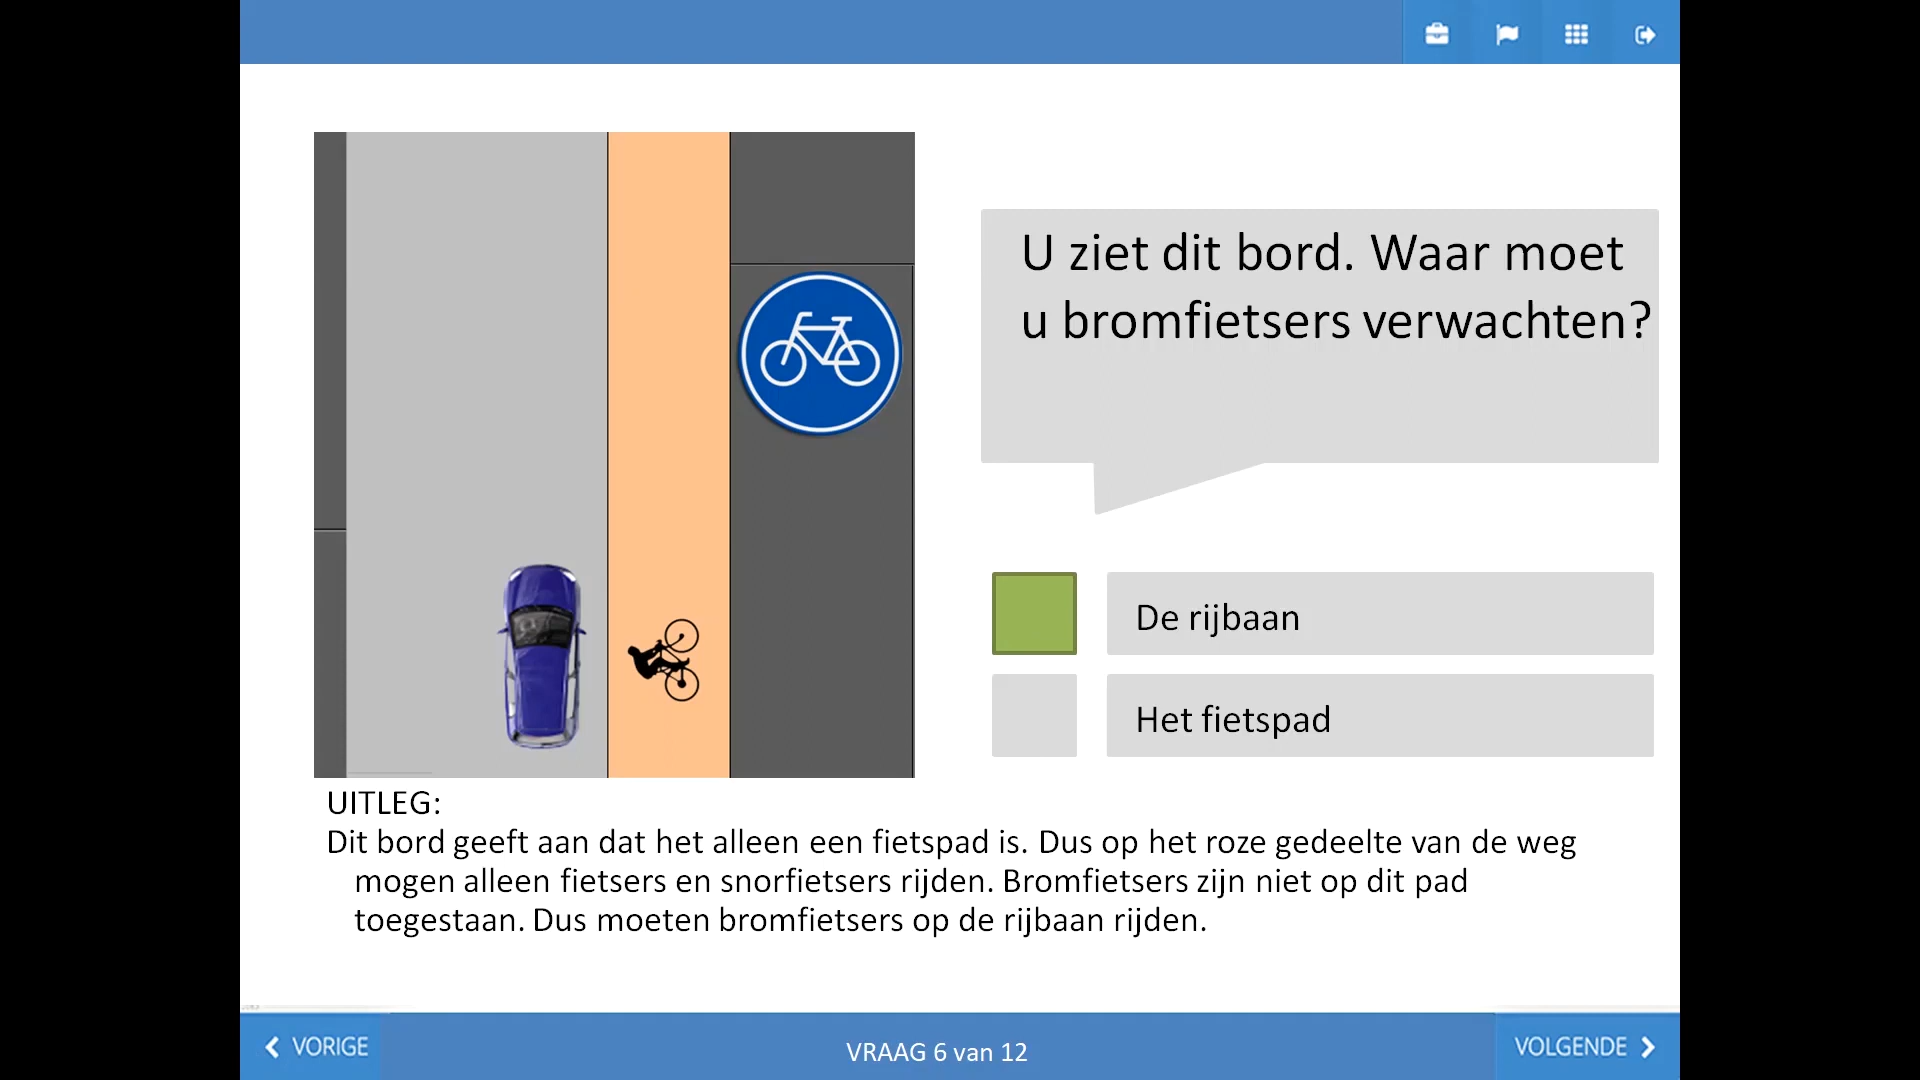 U ziet dit bord. Waar moet
u bromfietsers verwachten?
De rijbaan
Het fietspad
UITLEG:
Dit bord geeft aan dat het alleen een fietspad is. Dus op het roze gedeelte van de weg
mogen alleen fietsers en snorfietsers rijden. Bromfietsers zijn niet op dit pad
toegestaan. Dus moeten bromfietsers op de rijbaan rijden.
VORIGE
VRAAG 6 van 12
VOLGENDE